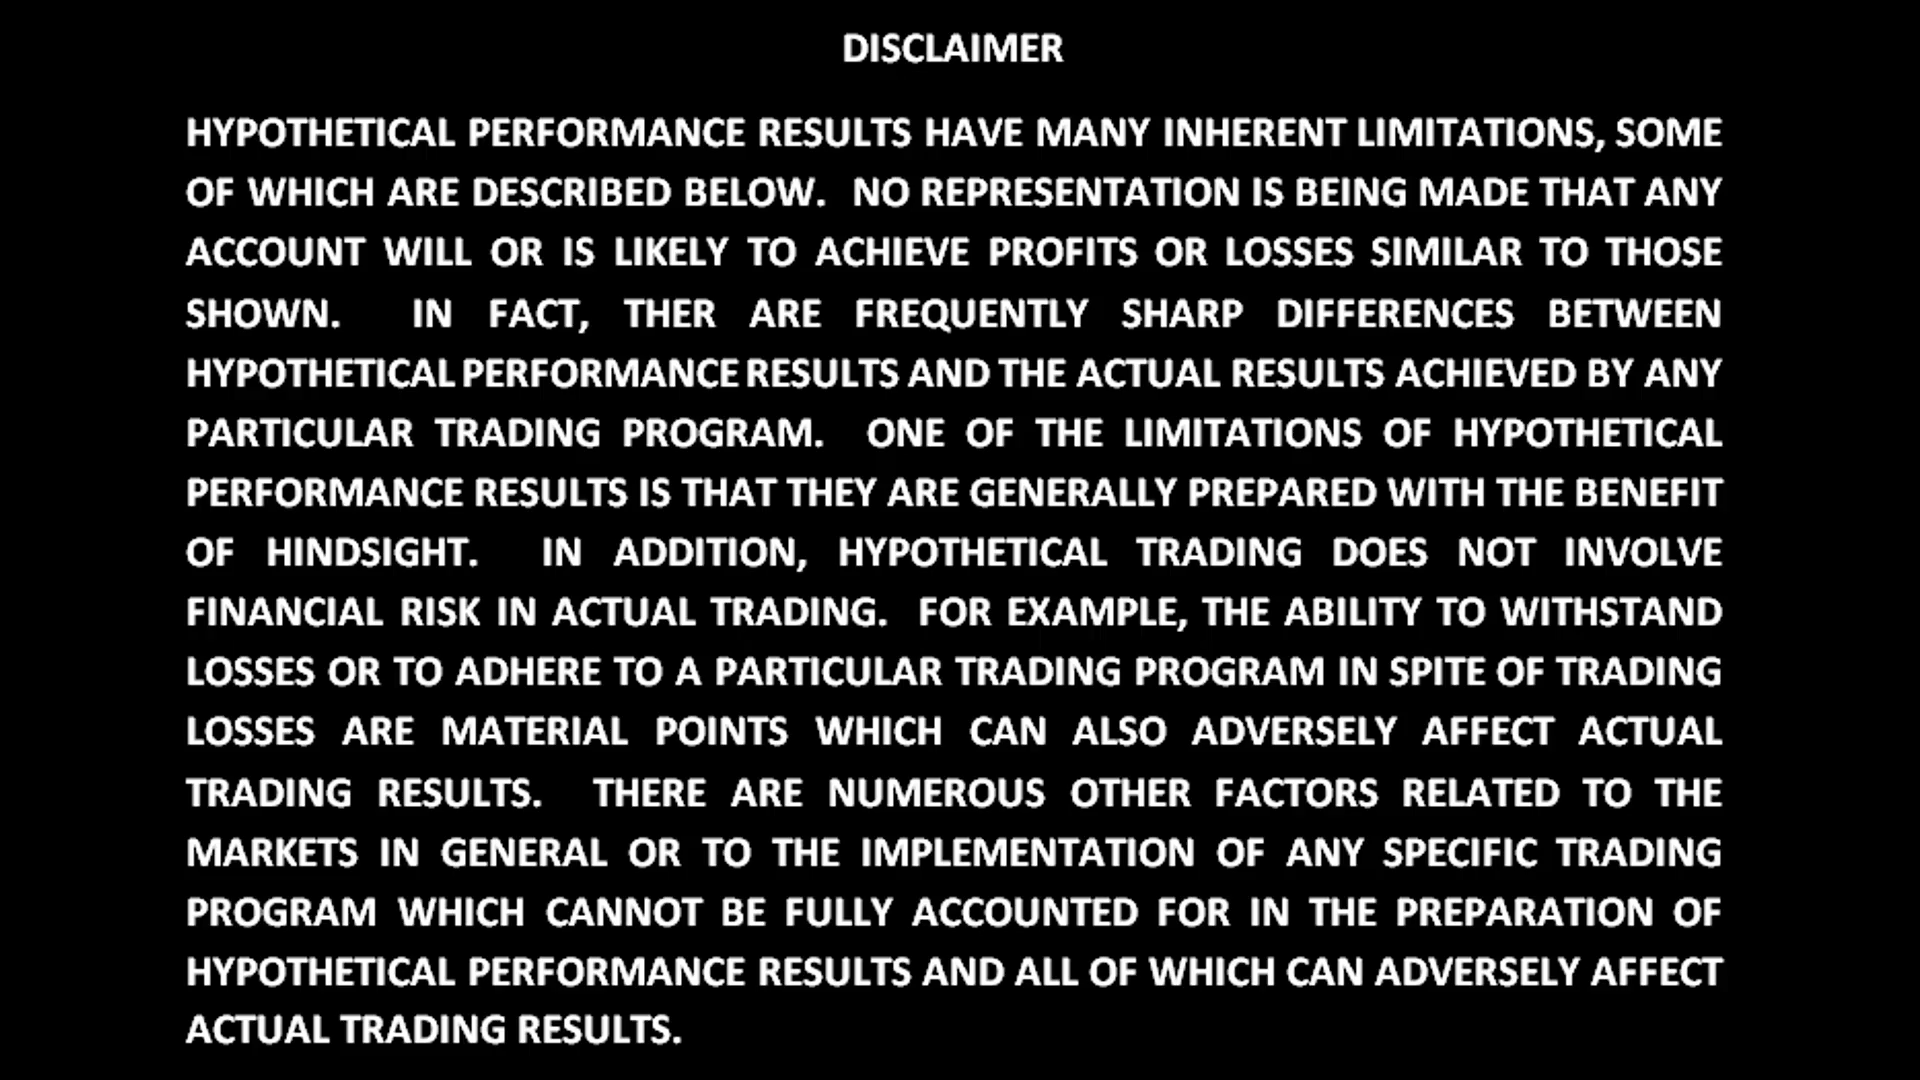 DISCLAIMER
HYPOTHETICAL PERFORMANCE RESULTS HAVE MANY INHERENT LIMITATIONS, SOME
OF WHICH ARE DESCRIBED BELOW.  NO REPRESENTATION IS BEING MADE THAT ANY
ACCOUNT WILL OR IS LIKELY TO ACHIEVE PROFITS OR LOSSES SIMILAR TO THOSE
SHOWN.  IN FACT, THER ARE FREQUENTLY SHARP DIFFERENCES BETWEEN
HYPOTHETICAL PERFORMANCE RESULTS AND THE ACTUAL RESULTS ACHIEVED BY ANY
PARTICULAR TRADING PROGRAM.  ONE OF THE LIMITATIONS OF HYPOTHETICAL
PERFORMANCE RESULTS IS THAT THEY ARE GENERALLY PREPARED WITH THE BENEFIT
OF HINDSIGHT.  IN ADDITION, HYPOTHETICAL TRADING DOES NOT INVOLVE
FINANCIAL RISK IN ACTUAL TRADING.  FOR EXAMPLE, THE ABILITY TO WITHSTAND
LOSSES OR TO ADHERE TO A PARTICULAR TRADING PROGRAM IN SPITE OF TRADING
LOSSES ARE MATERIAL POINTS WHICH CAN ALSO ADVERSELY AFFECT ACTUAL
TRADING RESULTS.  THERE ARE NUMEROUS OTHER FACTORS RELATED TO THE
MARKETS IN GENERAL OR TO THE IMPLEMENTATION OF ANY SPECIFIC TRADING
PROGRAM WHICH CANNOT BE FULLY ACCOUNTED FOR IN THE PREPARATION OF
HYPOTHETICAL PERFORMANCE RESULTS AND ALL OF WHICH CAN ADVERSELY AFFECT
ACTUAL TRADING RESULTS.